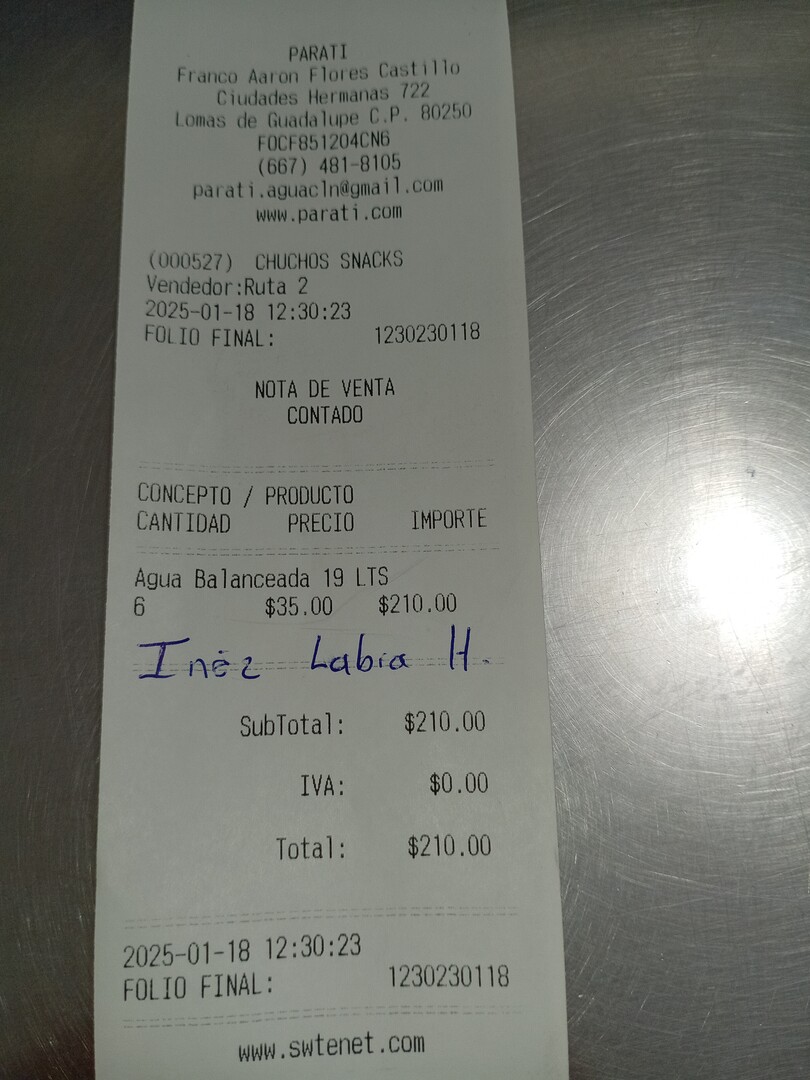 PARATI
Franco Aaron Flores Castillo
Ciudades Hermanas 722
Lomas de Guadalupe C.P. 80250
FOCF851204CN6
(667) 481-8105
parati.aguacln@gmail.com
www.parati.com
(000527) CHUCHOS SNACKS
Vendedor:Ruta 2
2025-01-18 12:30:23
FOLIO FINAL: 1230230118
NOTA DE VENTA
CONTADO
CONCEPTO / PRODUCTO
CANTIDAD PRECIO IMPORTE
Agua Balanceada 19 LTS
6 $35.00 $210.00
Inéz Labia H.
SubTotal: $210.00
IVA: $0.00
Total: $210.00
2025-01-18 12:30:23
FOLIO FINAL: 1230230118
www.swtenet.com